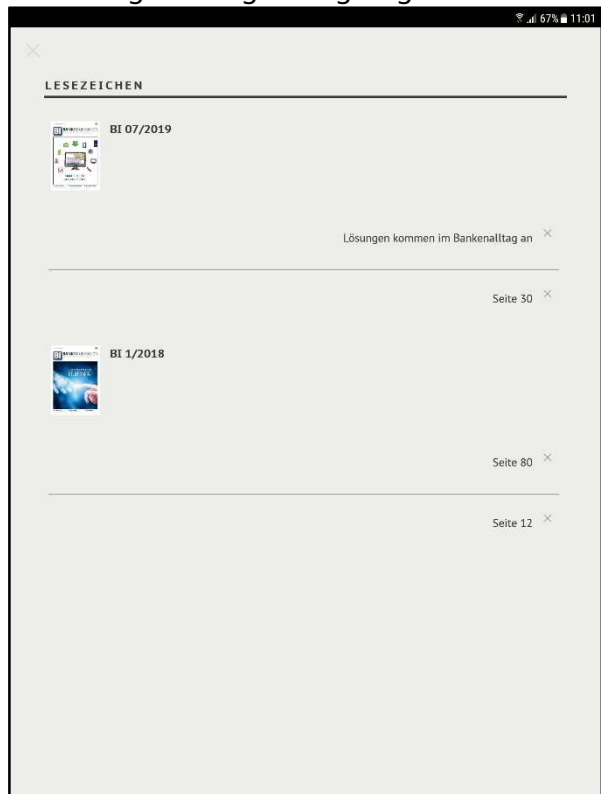 67% 11:01
LESEZEICHEN
BI 07/2019
Lösungen kommen im Bankenalltag an
Seite 30
BI 1/2018
Seite 80
Seite 12